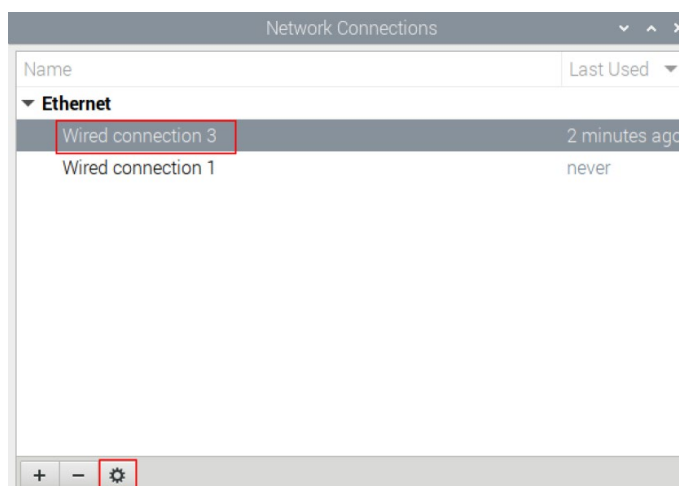 Network Connections
Name Last Used
Ethernet
Wired connection 3 2 minutes ago
Wired connection 1 never